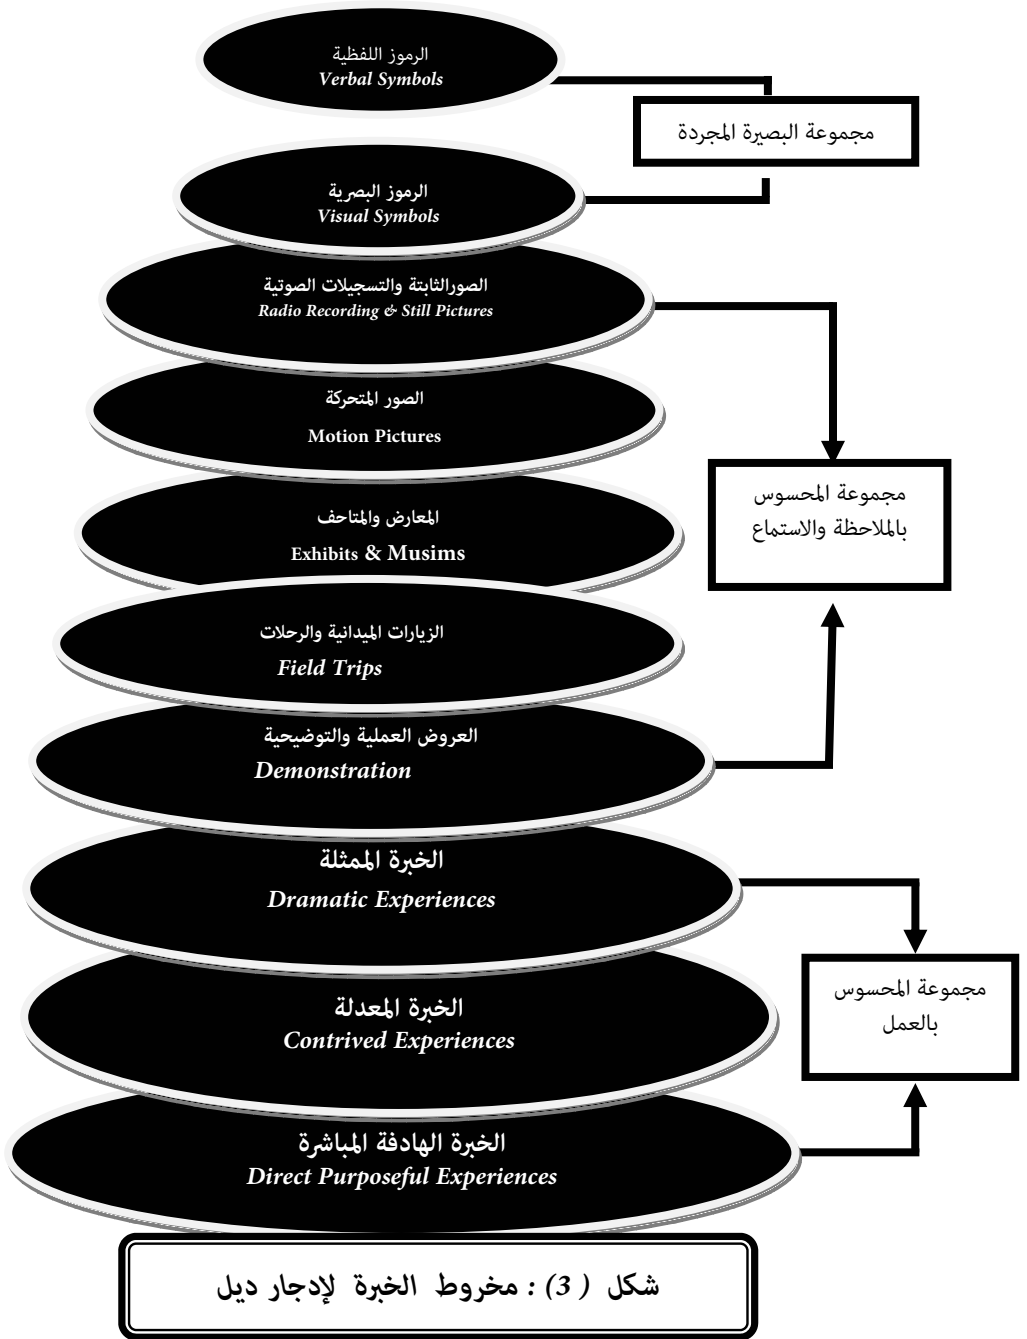 الرموز اللفظية
Verbal Symbols
مجموعة البصيرة المجردة
الرموز البصرية
Visual Symbols
الصورالثابتة والتسجيلات الصوتية
Radio Recording & Still Pictures
الصور المتحركة
Motion Pictures
مجموعة المحسوس
بالملاحظة والاستماع
المعارض والمتاحف
Exhibits & Musims
الزيارات الميدانية والرحلات
Field Trips
العروض العملية والتوضيحية
Demonstration
الخبرة الممثلة
Dramatic Experiences
مجموعة المحسوس
بالعمل
الخبرة المعدلة
Contrived Experiences
الخبرة الهادفة المباشرة
Direct Purposeful Experiences
شكل ( 3) : مخروط الخبرة لإدجار ديل